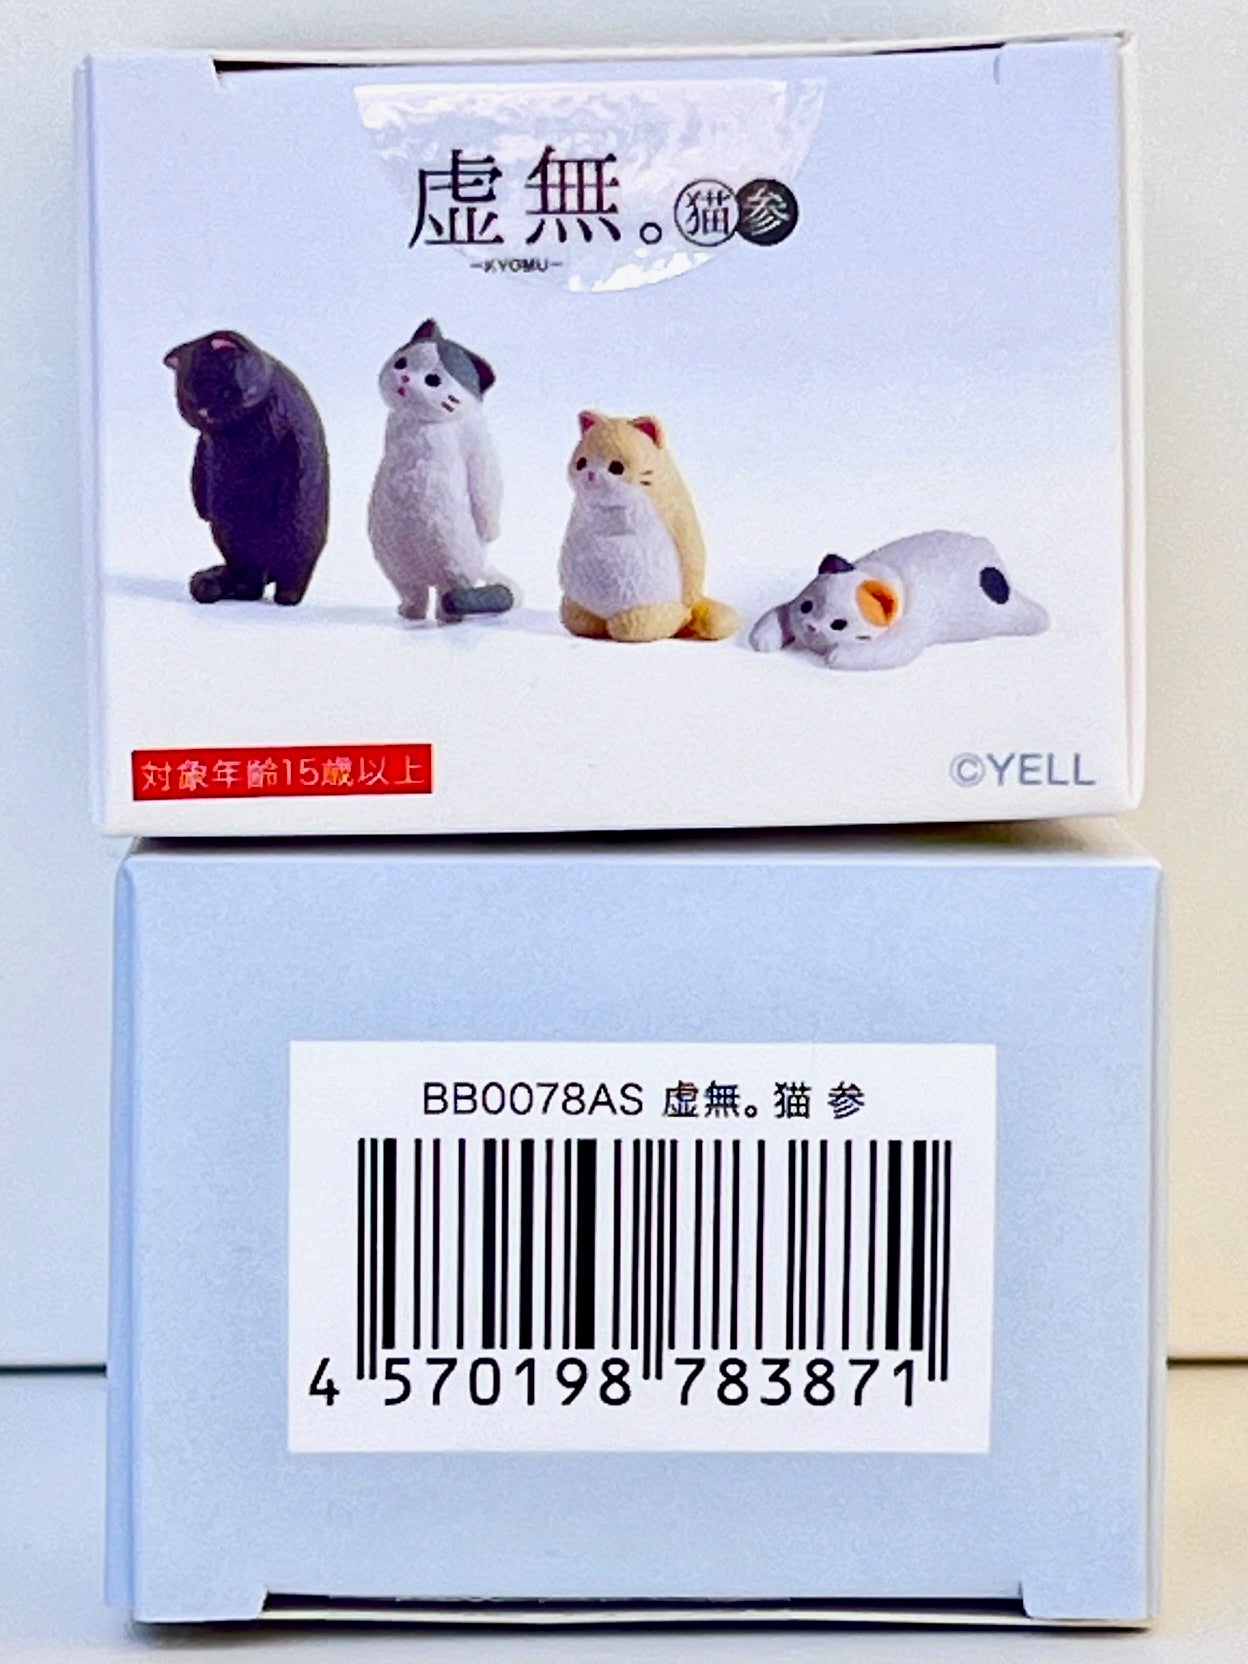 虚無。猫参
-KYOMU-
対象年齢15歳以上
©YELL
BB0078AS 虚無。猫 参
4 570198 783871